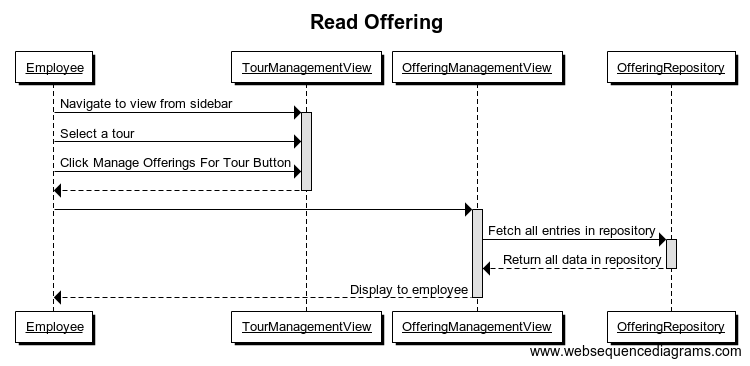 Read Offering
Employee
TourManagementView
OfferingManagementView
OfferingRepository
Navigate to view from sidebar
Select a tour
Click Manage Offerings For Tour Button
Fetch all entries in repository
Return all data in repository
Display to employee
Employee
TourManagementView
OfferingManagementView
OfferingRepository
www.websequencediagrams.com